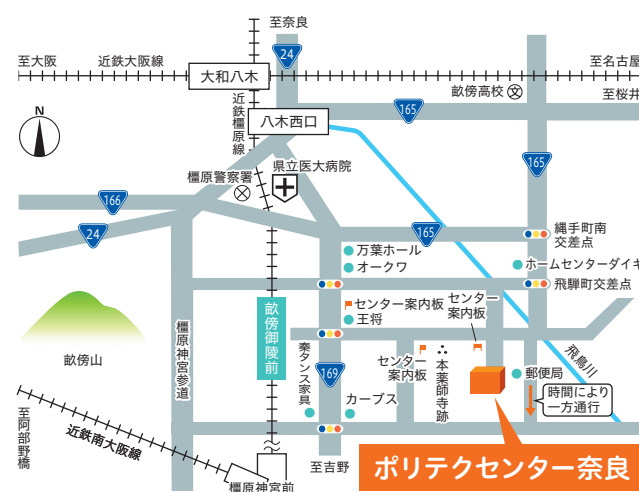 至奈良
24
至大阪
近鉄大阪線
大和八木
至名古屋
畝傍高校
文
至桜井
165
近鉄橿原線
八木西口
N
県立医大病院
橿原警察署
165
166
24
165
縄手町南
交差点
万葉ホール
オークワ
ホームセンターダイキ
飛騨町交差点
センター案内板
王将
センター
案内板
畝傍御陵前
畝傍山
橿原神宮参道
秦タンス家具
169
センター
案内板
本薬師寺跡
飛鳥川
郵便局
時間により
一方通行
カーブス
至阿部野橋
近鉄南大阪線
至吉野
橿原神宮前
ポリテクセンター奈良